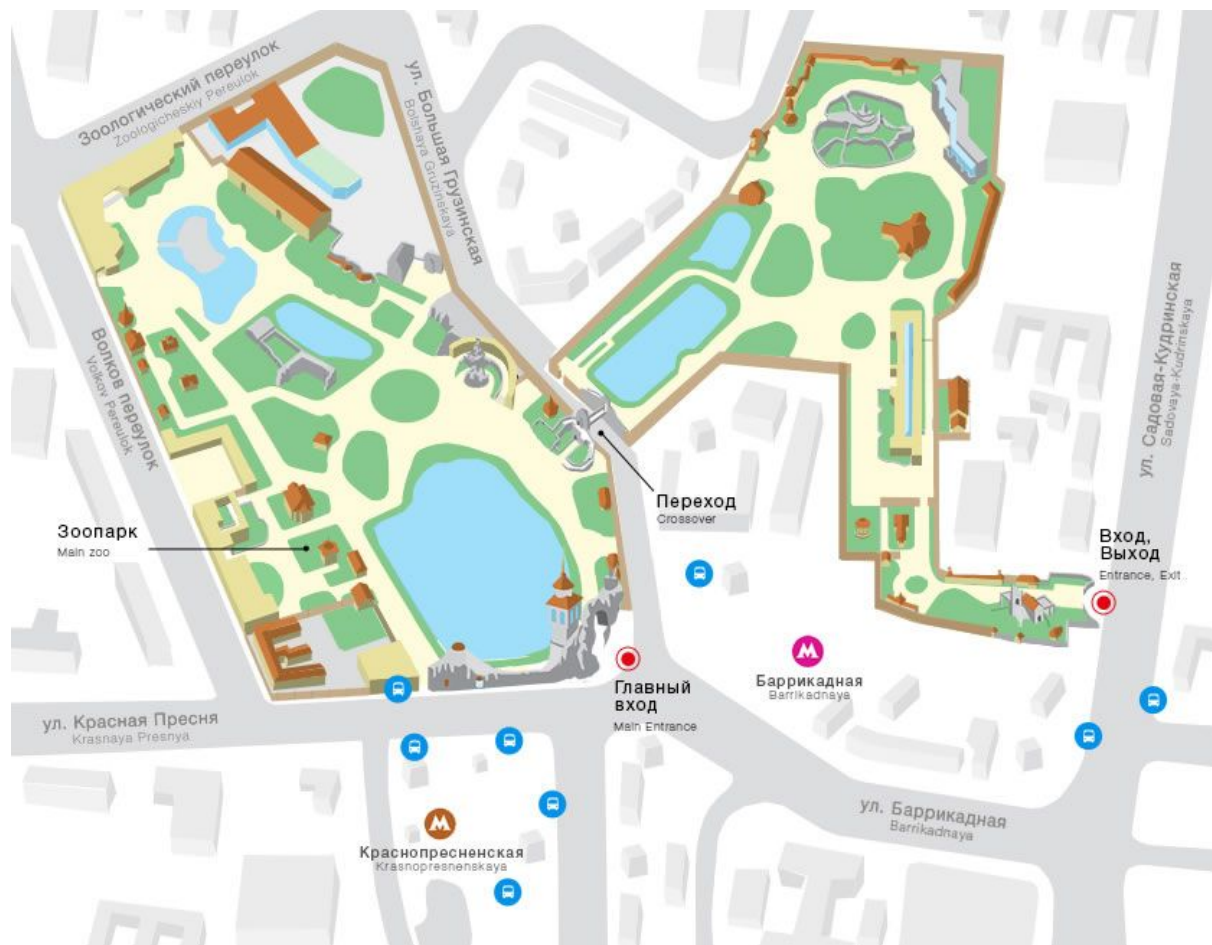 Зоологический переулок
Zoologicheskiy Pereulok
ул. Большая Грузинская
Bolshaya Gruzinskaya
ул. Садовая-Кудринская
Sadovaya-Kudrinskaya
Волков переулок
Volkov Pereulok
Переход
Crossover
Зоопарк
Main zoo
Вход,
Выход
Entrance, Exit
М
Баррикадная
Barrikadnaya
Главный
вход
Main Entrance
ул. Красная Пресня
Krasnaya Presnya
ул. Баррикадная
Barrikadnaya
М
Краснопресненская
Krasnopresnenskaya